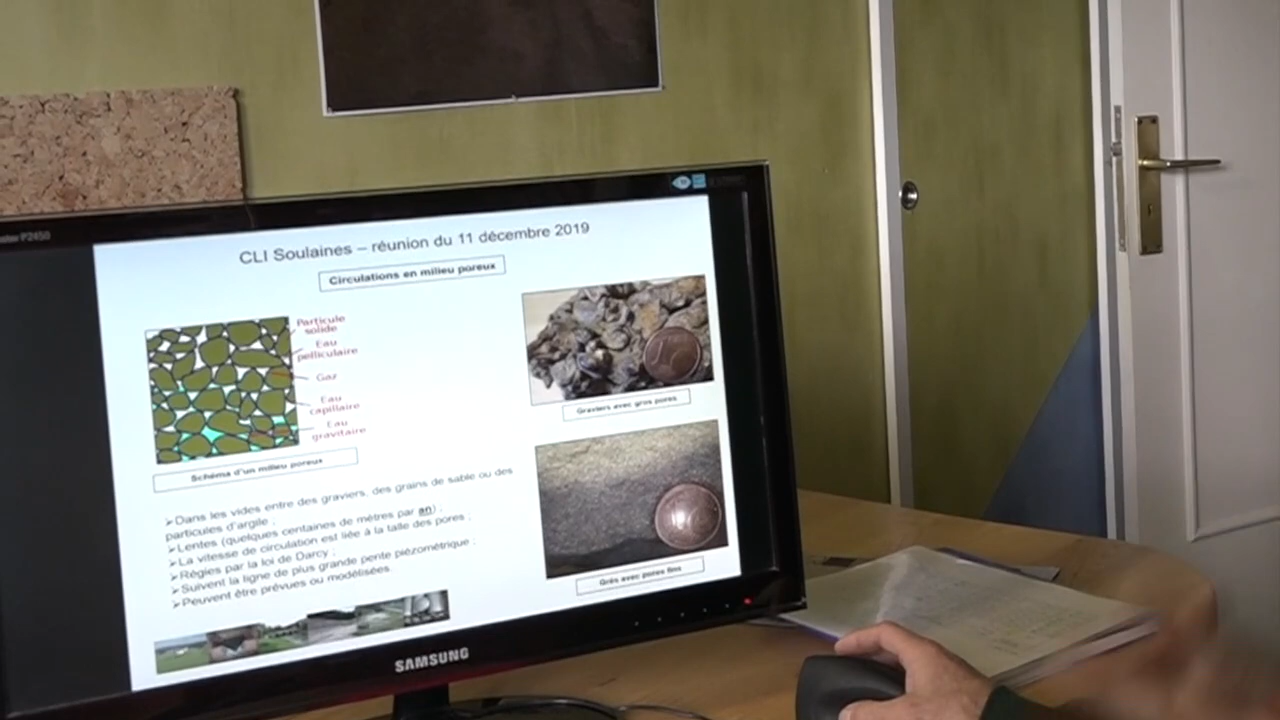 P2450
CLI Soulaines – réunion du 11 décembre 2019
Circulations en milieu poreux
Particule
solide
Eau
pelliculaire
Gaz
Eau
capillaire
Eau
gravitaire
Schéma d'un milieu poreux
Graviers avec gros pores
Grès avec pores fins
➢Dans les vides entre des graviers, des grains de sable ou des
particules d'argile ;
➢Lentes (quelques centaines de mètres par an) ;
➢La vitesse de circulation est liée à la taille des pores ;
➢Régies par la loi de Darcy ;
➢Suivent la ligne de plus grande pente piézométrique ;
➢Peuvent être prévues ou modélisées.
SAMSUNG